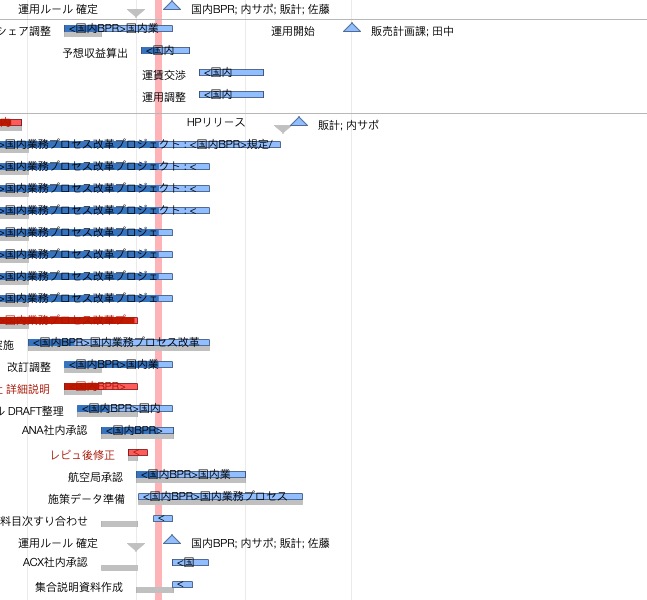 運用ルール 確定 国内BPR; 内サポ; 販計; 佐藤
シェア調整 <国内BPR>国内業 運用開始 販売計画課; 田中
予想収益算出 <国内
運賃交渉 <国内
運用調整 <国内
HPリリース 販計; 内サポ
>国内業務プロセス改革プロジェクト : <国内BPR>規定/
>国内業務プロセス改革プロジェクト : <
>国内業務プロセス改革プロジェクト : <
>国内業務プロセス改革プロジェクト : <
>国内業務プロセス改革プロジェ
>国内業務プロセス改革プロジェ
>国内業務プロセス改革プロジェ
>国内業務プロセス改革プロジェ
>国内業務プロセス改革プ
実施 <国内BPR>国内業務プロセス改革
改訂調整 <国内BPR>国内業
詳細説明 <国内BPR>
ル DRAFT整理 <国内BPR>国内
ANA社内承認 <国内BPR>
レビュ後修正 <
航空局承認 <国内BPR>国内業
施策データ準備 <国内BPR>国内業務プロセス
料目次すり合わせ <
運用ルール 確定 国内BPR; 内サポ; 販計; 佐藤
ACX社内承認 <国
集合説明資料作成 <